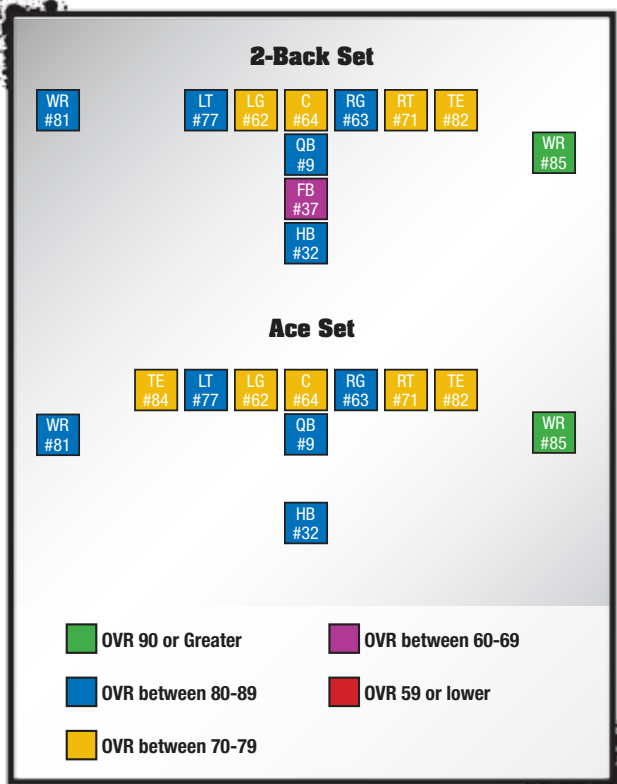 2-Back Set
WR LT LG C RG RT TE
#81 #77 #62 #64 #63 #71 #82
QB WR
#9 #85
FB
#37
HB
#32
Ace Set
TE LT LG C RG RT TE
#84 #77 #62 #64 #63 #71 #82
WR QB WR
#81 #9 #85
HB
#32
OVR 90 or Greater OVR between 60-69
OVR between 80-89 OVR 59 or lower
OVR between 70-79